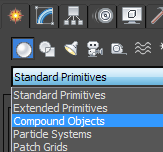 Standard Primitives
Standard Primitives
Extended Primitives
Compound Objects
Particle Systems
Patch Grids